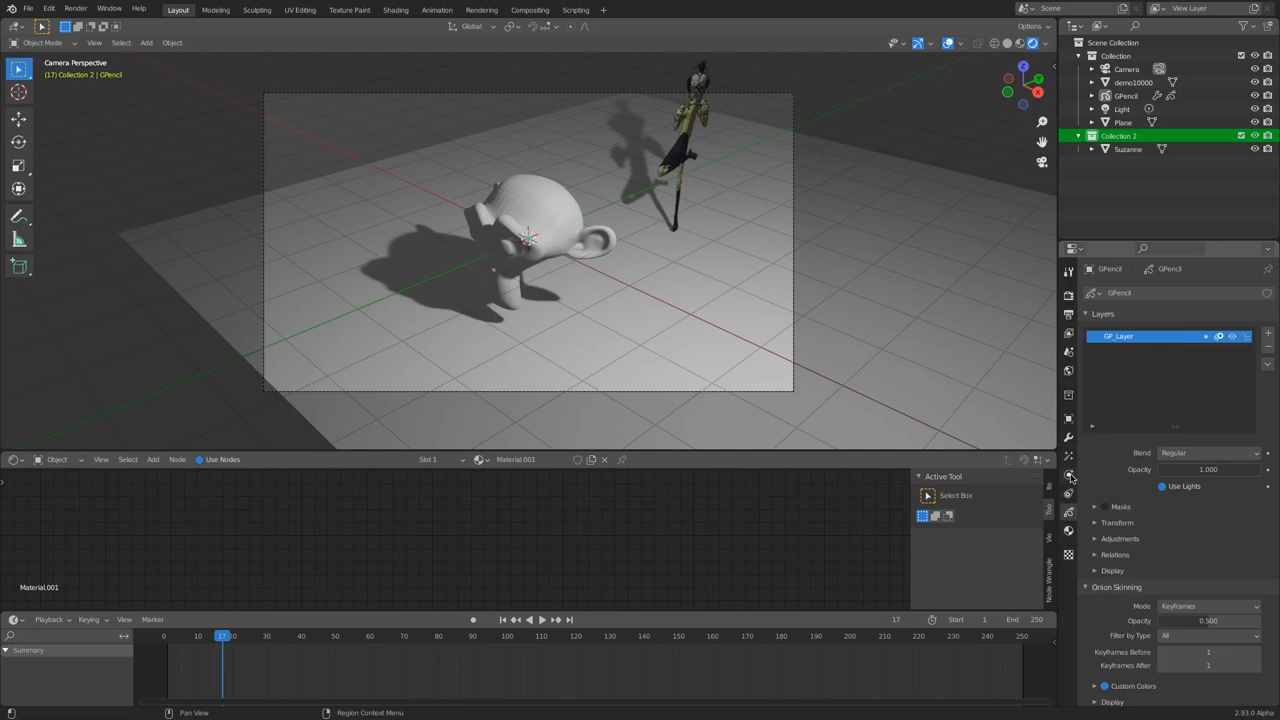 File Edit Render Window Help Layout Modeling Sculpting UV Editing Texture Paint Shading Animation Rendering Compositing Scripting + Scene View Layer
Global Options
Object Mode View Select Add Object
Camera Perspective
(17) Collection 2 | GPencil
Z
Y
X
Scene Collection
Collection
Camera
demo10000
GPencil
Light
Plane
Collection 2
Suzanne
GPencil GPencil
GPencil
Layers
GP_Layer
Blend Regular
Opacity 1.000
Use Lights
Masks
Transform
Adjustments
Relations
Display
Onion Skinning
Mode Keyframes
Opacity 0.500
Filter by Type All
Keyframes Before 1
Keyframes After 1
Custom Colors
Display
Object View Select Add Node Use Nodes Slot 1 Material.001
Active Tool
Select Box
Ite
Too
Vie
Node Wrangle
Material.001
Playback Keying View Marker 17 Start 1 End 250
0 10 17 20 30 40 50 60 70 80 90 100 110 120 130 140 150 160 170 180 190 200 210 220 230 240 250
Summary
Pan View Region Context Menu 2.93.0 Alpha